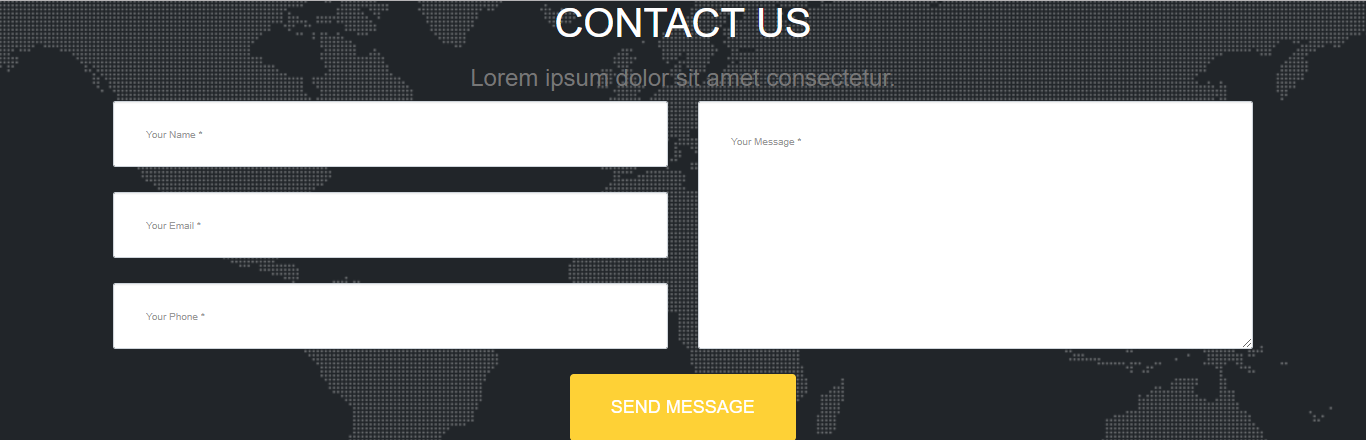 CONTACT US
Lorem ipsum dolor sit amet consectetur.
Your Name *
Your Email *
Your Phone *
Your Message *
SEND MESSAGE